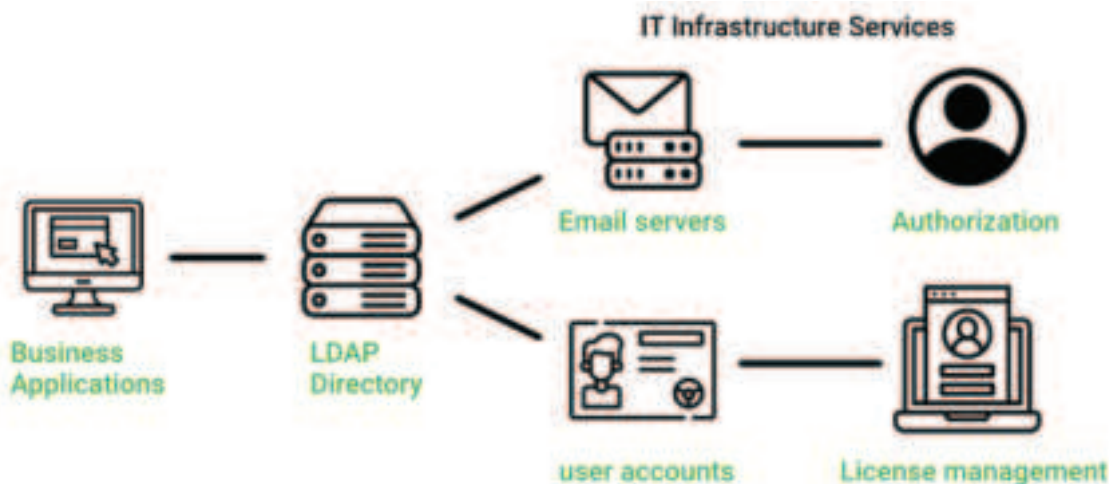 IT Infrastructure Services
Email servers
Authorization
Business
Applications
LDAP
Directory
user accounts
License management